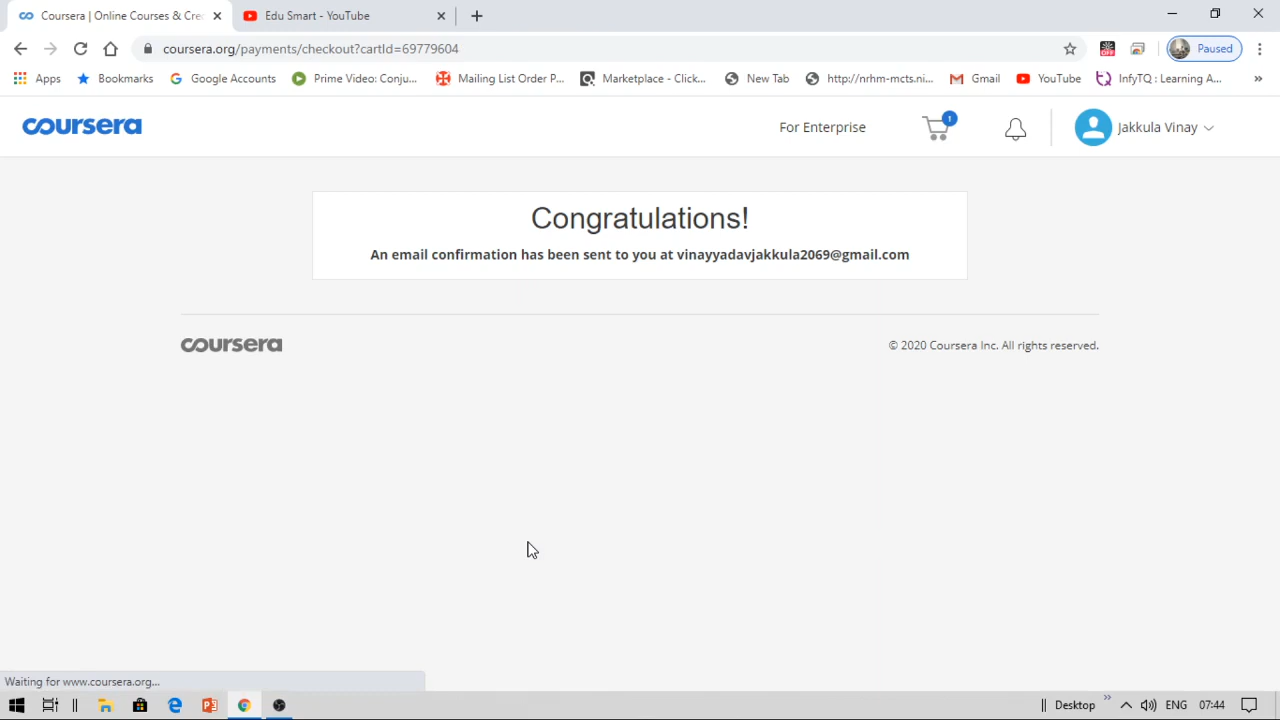 Coursera | Online Courses & Cre
Edu Smart - YouTube
coursera.org/payments/checkout?cartId=69779604
Paused
Apps
Bookmarks
Google Accounts
Prime Video: Conju...
Mailing List Order P...
Marketplace - Click...
New Tab
http://nrhm-mcts.ni...
Gmail
YouTube
InfyTQ : Learning A...
coursera
For Enterprise
1
Jakkula Vinay
Congratulations!
An email confirmation has been sent to you at vinayyadavjakkula2069@gmail.com
coursera
© 2020 Coursera Inc. All rights reserved.
Waiting for www.coursera.org...
Desktop
ENG
07:44